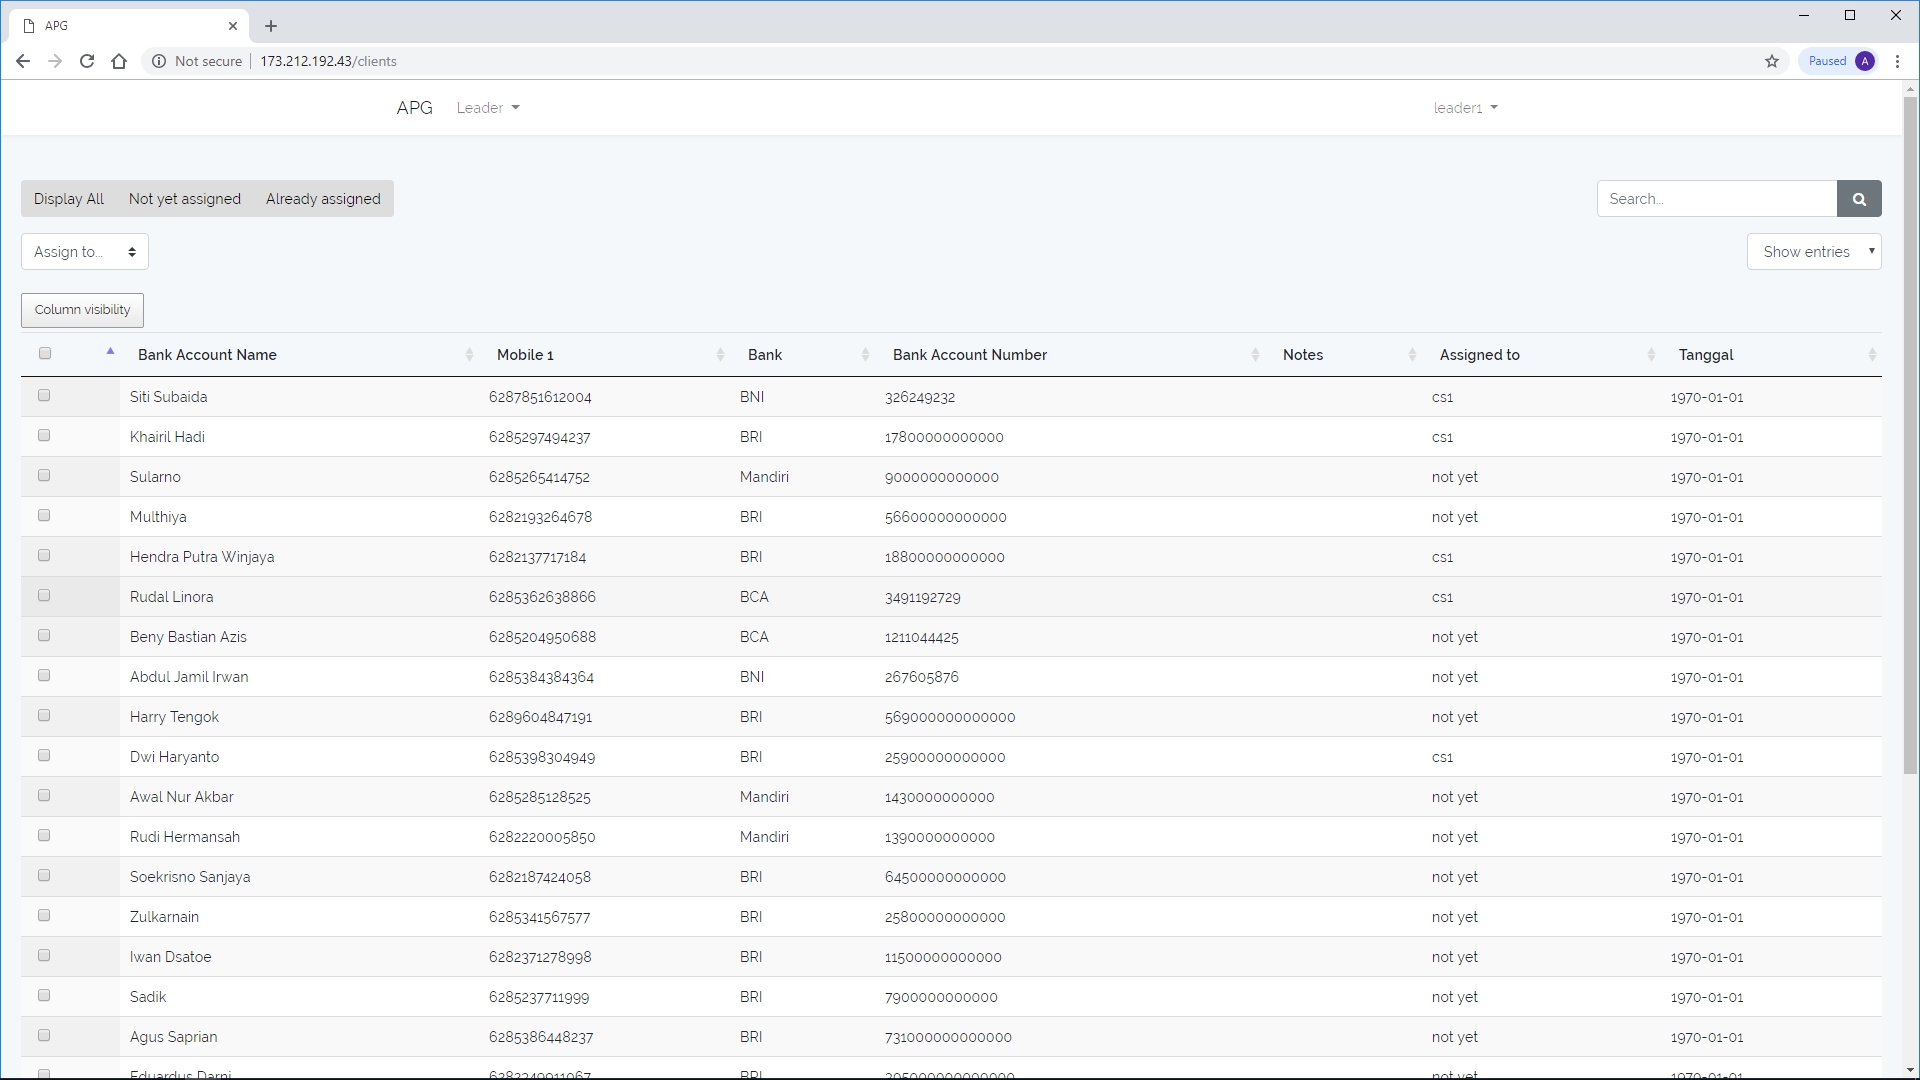 APG
Not secure 173.212.192.43/clients Paused A
APG Leader leader1
Display All Not yet assigned Already assigned Search...
Assign to... Show entries
Column visibility
Bank Account Name Mobile 1 Bank Bank Account Number Notes Assigned to Tanggal
Siti Subaida 6287851612004 BNI 326249232 cs1 1970-01-01
Khairil Hadi 6285297494237 BRI 17800000000000 cs1 1970-01-01
Sularno 6285265414752 Mandiri 9000000000000 not yet 1970-01-01
Multhiya 6282193264678 BRI 56600000000000 not yet 1970-01-01
Hendra Putra Winjaya 6282137717184 BRI 18800000000000 cs1 1970-01-01
Rudal Linora 6285362638866 BCA 3491192729 cs1 1970-01-01
Beny Bastian Azis 6285204950688 BCA 1211044425 not yet 1970-01-01
Abdul Jamil Irwan 6285384384364 BNI 267605876 not yet 1970-01-01
Harry Tengok 6289604847191 BRI 569000000000000 not yet 1970-01-01
Dwi Haryanto 6285398304949 BRI 25900000000000 cs1 1970-01-01
Awal Nur Akbar 6285285128525 Mandiri 1430000000000 not yet 1970-01-01
Rudi Hermansah 6282220005850 Mandiri 1390000000000 not yet 1970-01-01
Soekrisno Sanjaya 6282187424058 BRI 64500000000000 not yet 1970-01-01
Zulkarnain 6285341567577 BRI 25800000000000 not yet 1970-01-01
Iwan Dsatoe 6282371278998 BRI 11500000000000 not yet 1970-01-01
Sadik 6285237711999 BRI 7900000000000 not yet 1970-01-01
Agus Saprian 6285386448237 BRI 731000000000000 not yet 1970-01-01
Eduardus Darni BRI not yet 1970-01-01